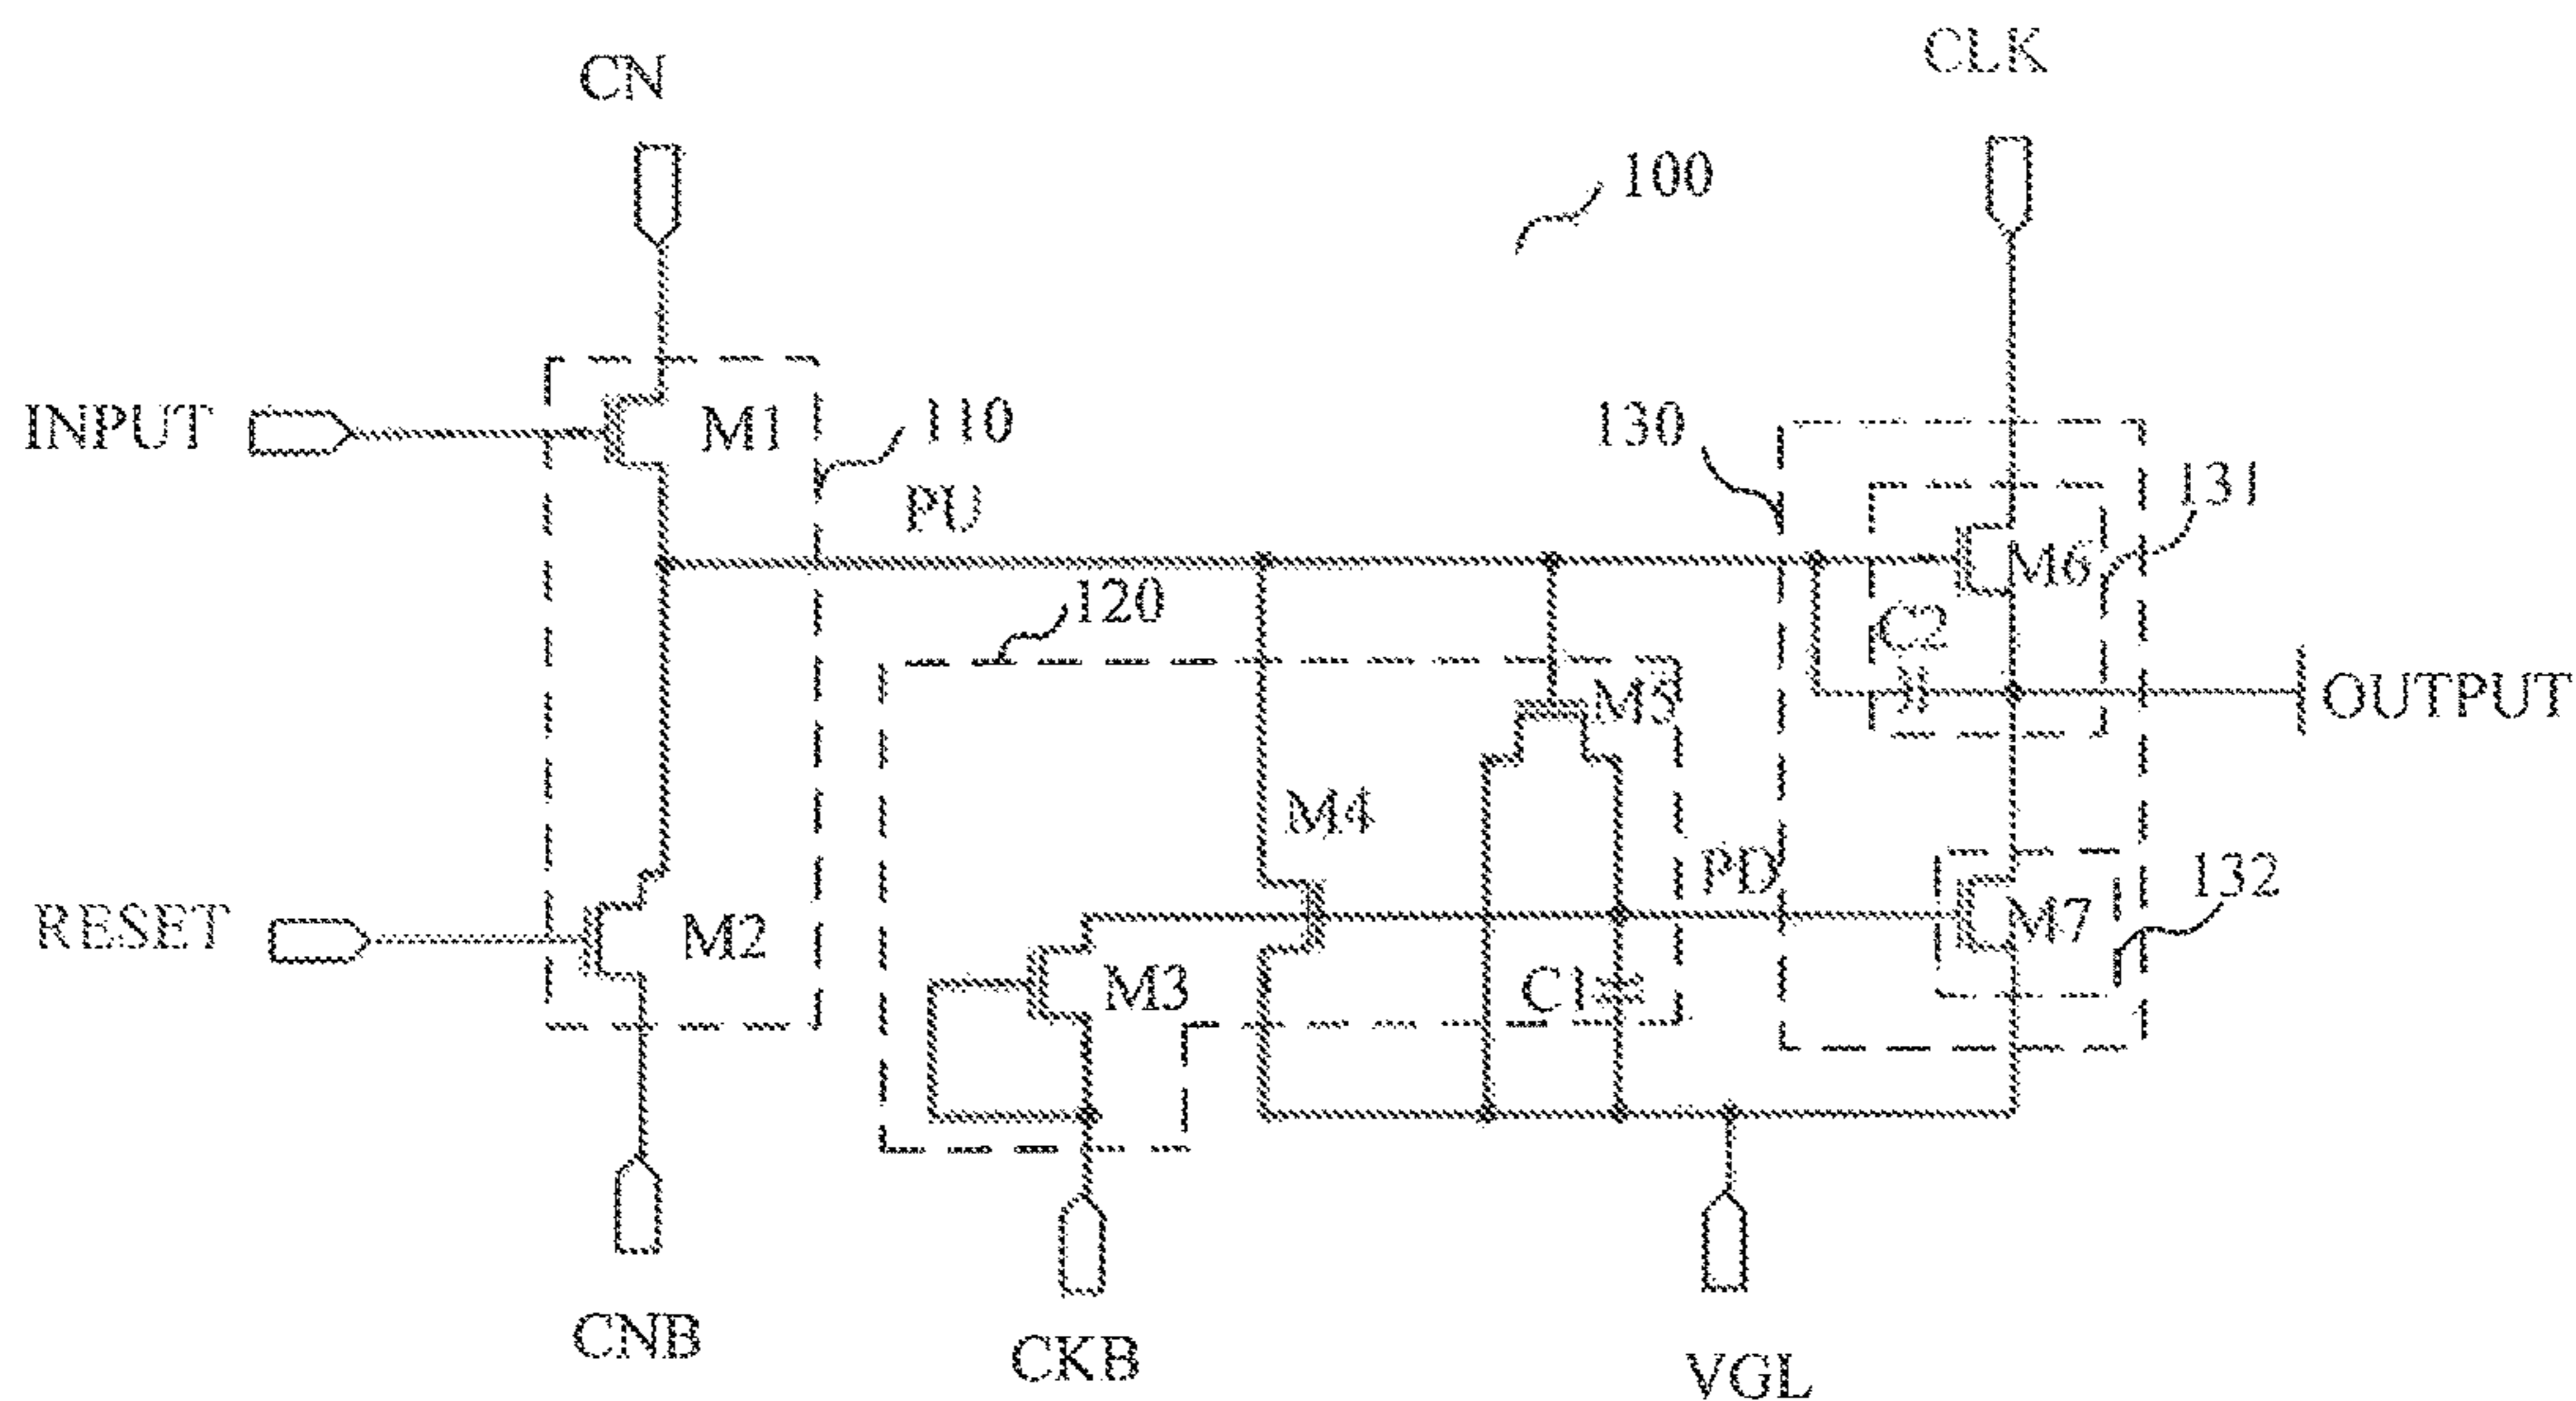 CN
CLK
100
INPUT
M1
110
130
131
PU
M6
120
C2
M5
OUTPUT
M4
PD
132
RESET
M2
M7
M3
C1
CNB
CKB
VGL